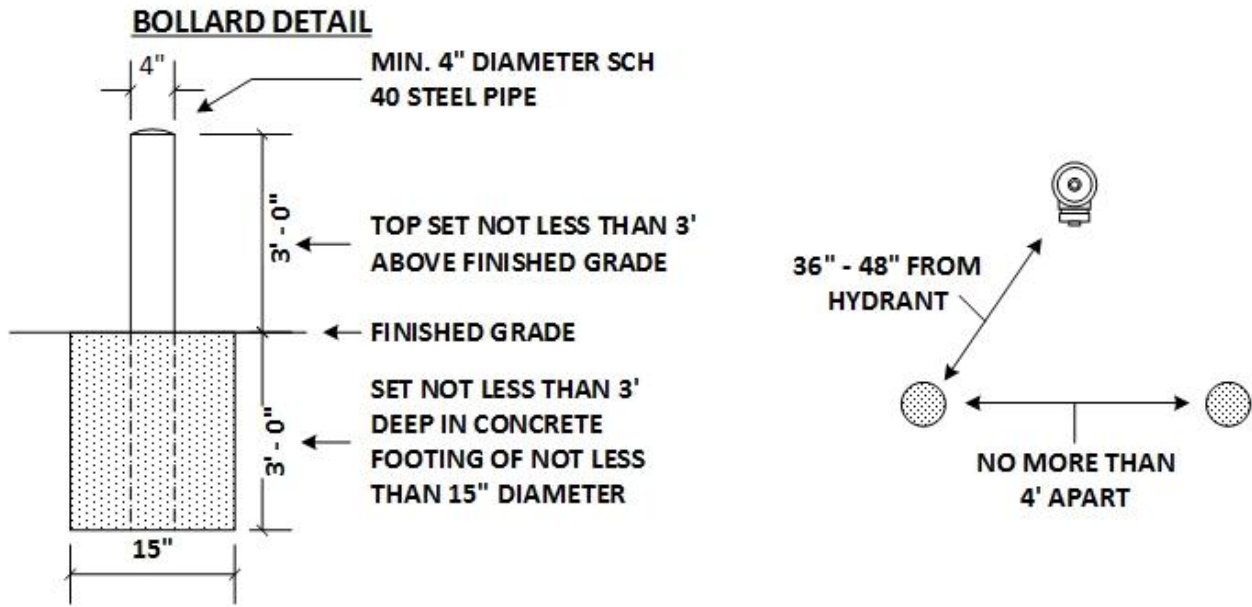 BOLLARD DETAIL
4"
MIN. 4" DIAMETER SCH
40 STEEL PIPE
3' - 0"
TOP SET NOT LESS THAN 3'
ABOVE FINISHED GRADE
FINISHED GRADE
3' - 0"
SET NOT LESS THAN 3'
DEEP IN CONCRETE
FOOTING OF NOT LESS
THAN 15" DIAMETER
15"
36" - 48" FROM
HYDRANT
NO MORE THAN
4' APART